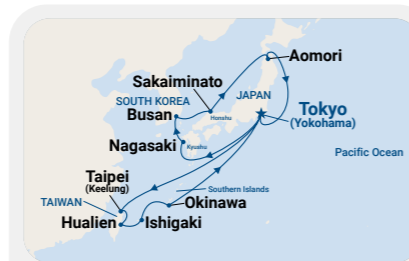 Aomori
Sakaiminato
JAPAN
SOUTH KOREA
Honshu
Busan
Tokyo
(Yokohama)
Nagasaki
Kyushu
Pacific Ocean
Taipei
(Keelung)
Southern Islands
TAIWAN
Okinawa
Hualien
Ishigaki